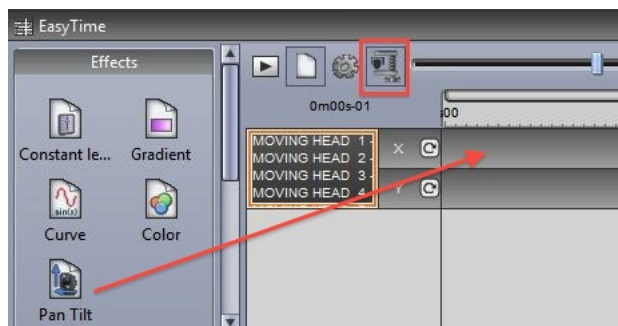 EasyTime
Effects
Constant le...
Gradient
sin(x)
Curve
Color
Pan Tilt
0m00s-01
00
MOVING HEAD 1 -
MOVING HEAD 2 -
MOVING HEAD 3 -
MOVING HEAD 4
X
Y